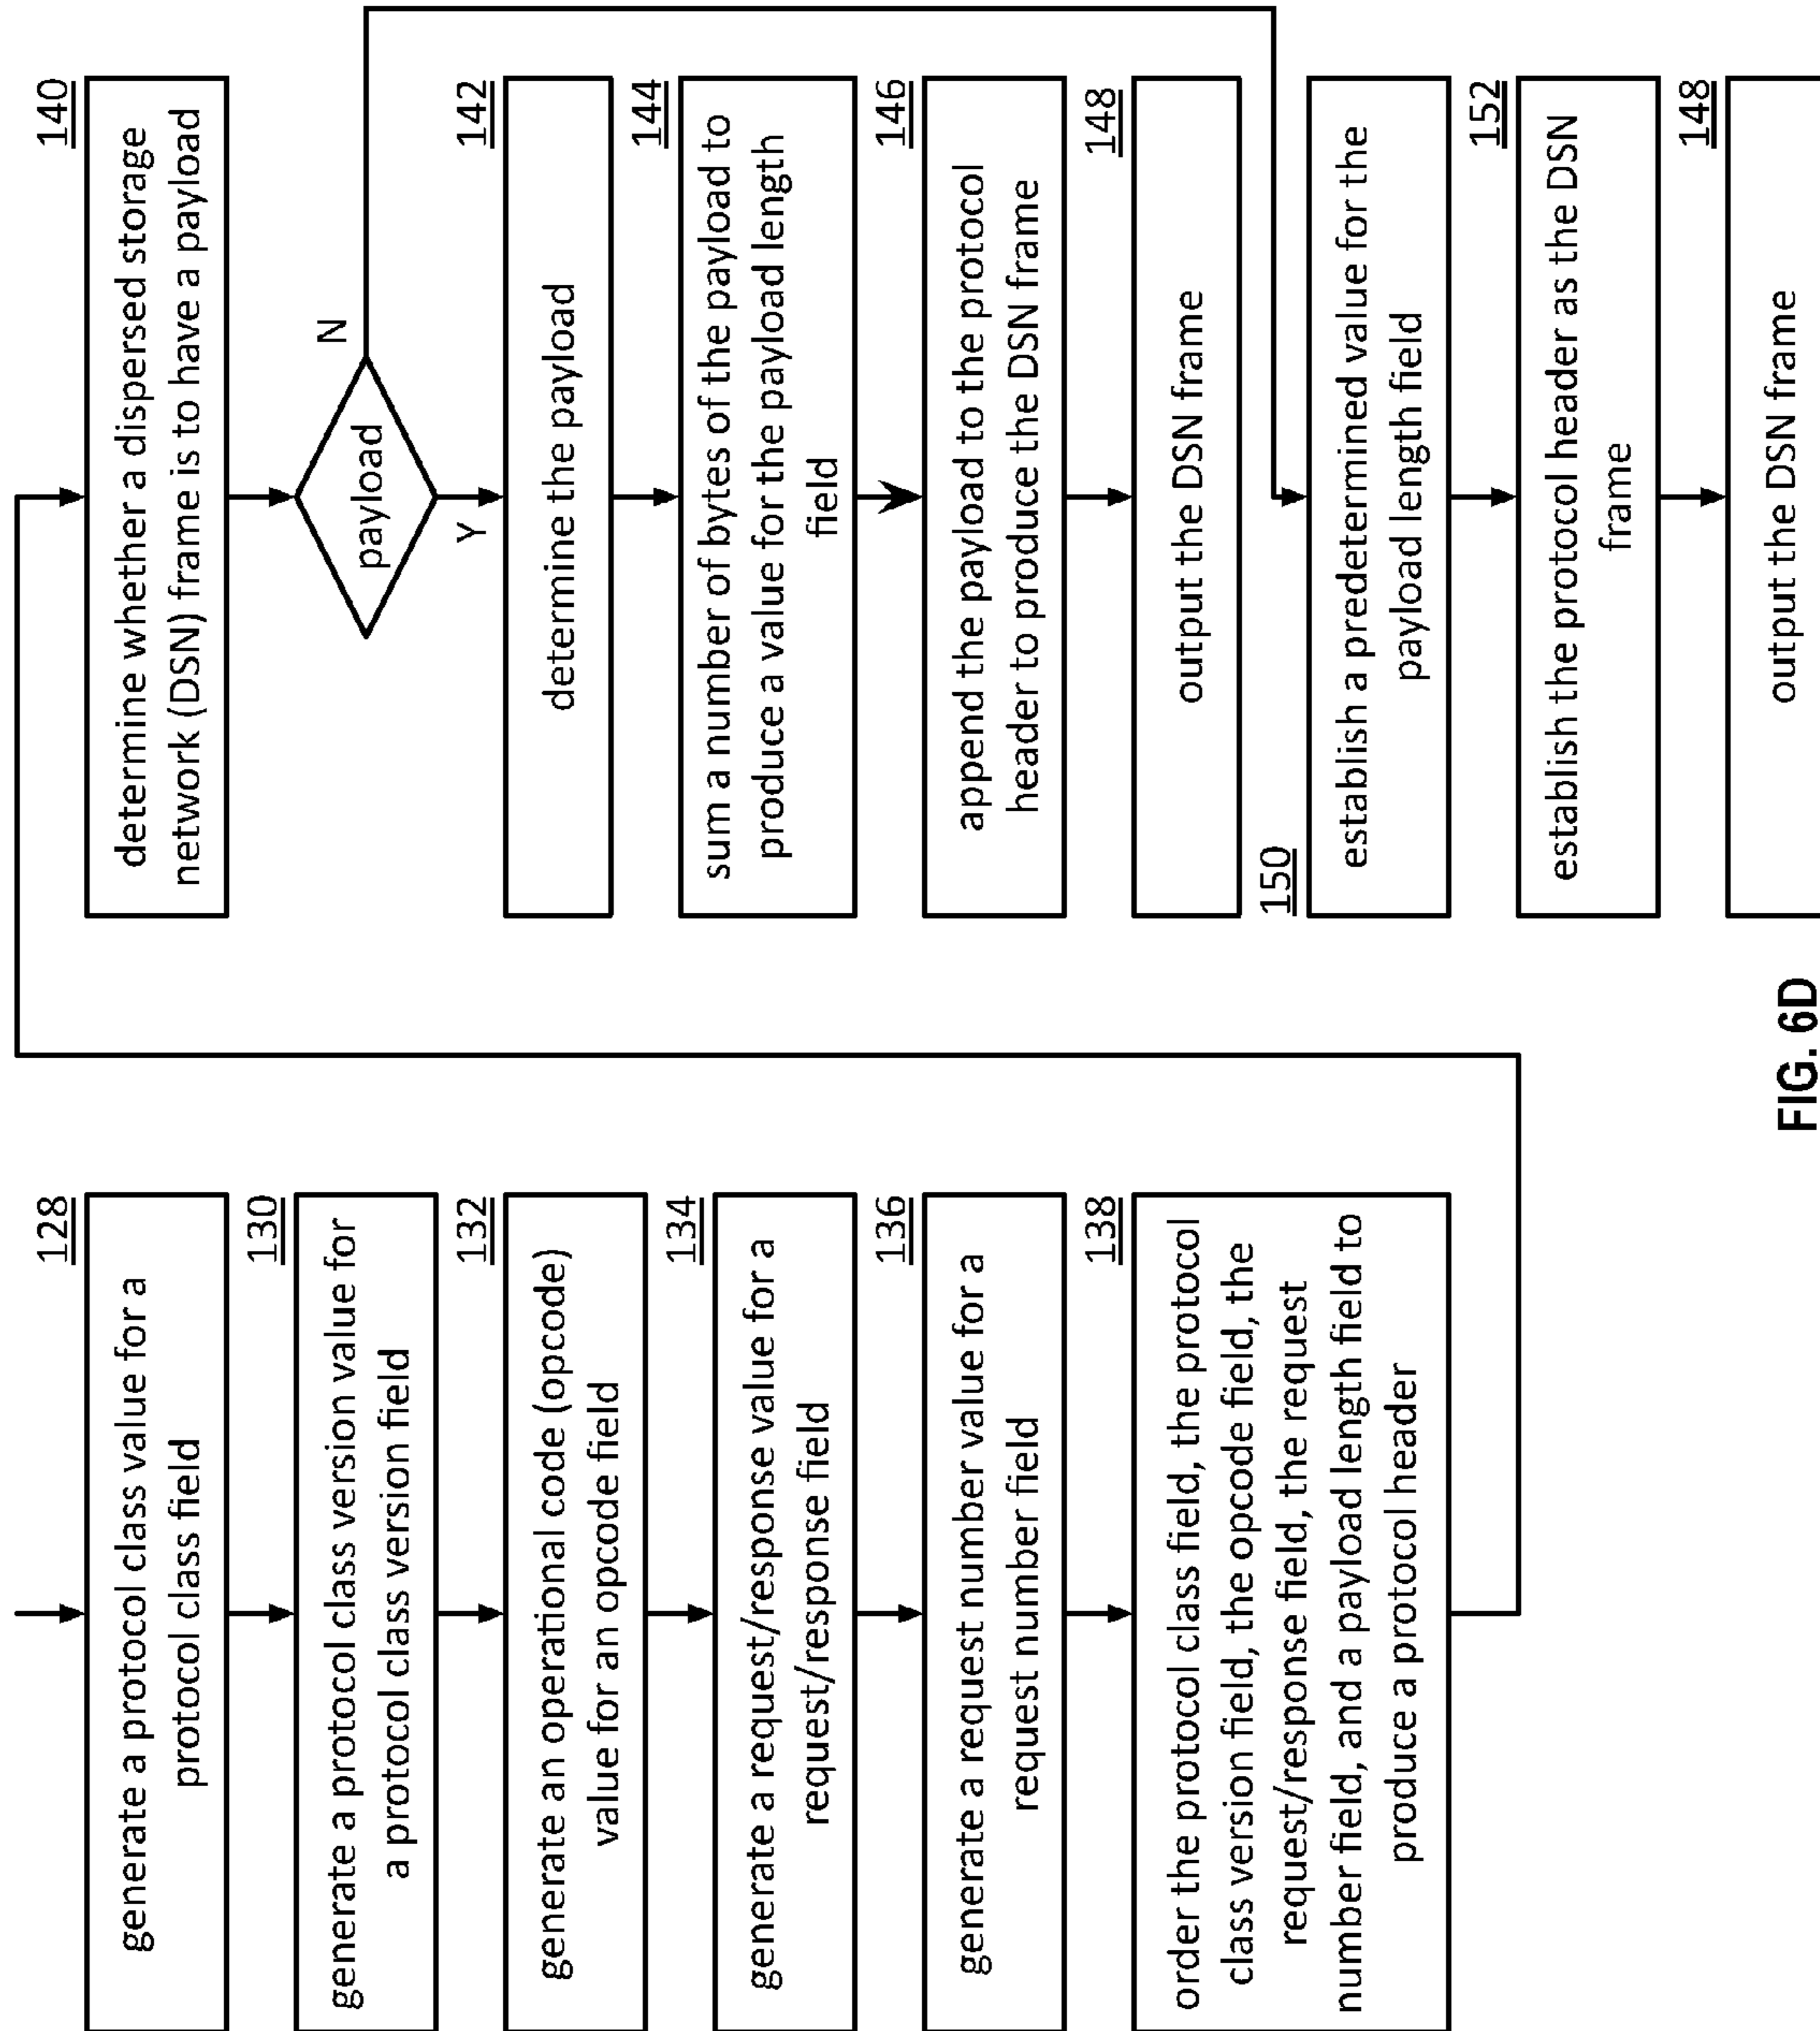 128
generate a protocol class value for a
protocol class field
130
generate a protocol class version value for
a protocol class version field
132
generate an operational code (opcode)
value for an opcode field
134
generate a request/response value for a
request/response field
136
generate a request number value for a
request number field
138
order the protocol class field, the protocol
class version field, the opcode field, the
request/response field, the request
number field, and a payload length field to
produce a protocol header
140
determine whether a dispersed storage
network (DSN) frame is to have a payload
payload
N
Y
142
determine the payload
144
sum a number of bytes of the payload to
produce a value for the payload length
field
146
append the payload to the protocol
header to produce the DSN frame
148
output the DSN frame
150
establish a predetermined value for the
payload length field
152
establish the protocol header as the DSN
frame
148
output the DSN frame
FIG. 6D